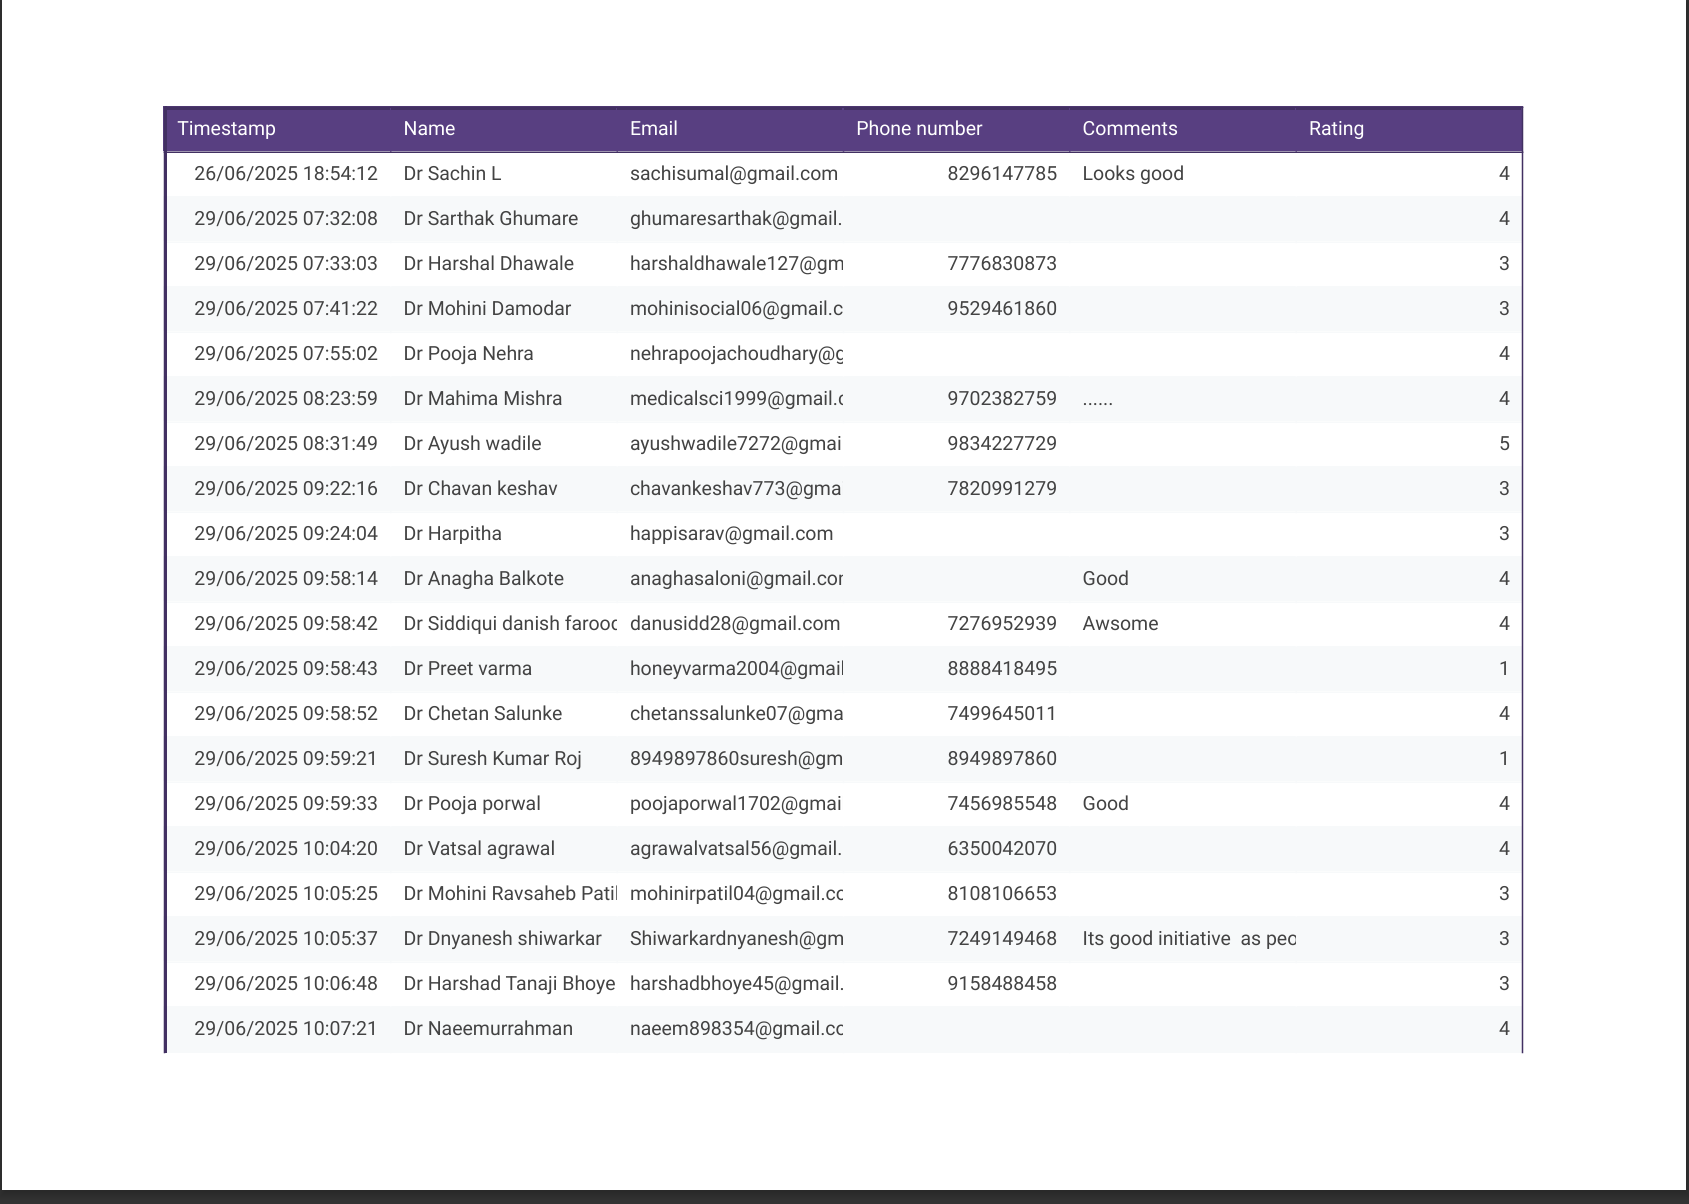 Timestamp Name Email Phone number Comments Rating
26/06/2025 18:54:12 Dr Sachin L sachisumal@gmail.com 8296147785 Looks good 4
29/06/2025 07:32:08 Dr Sarthak Ghumare ghumaresarthak@gmail. 4
29/06/2025 07:33:03 Dr Harshal Dhawale harshaldhawale127@gm 7776830873 3
29/06/2025 07:41:22 Dr Mohini Damodar mohinisocial06@gmail.c 9529461860 3
29/06/2025 07:55:02 Dr Pooja Nehra nehrapoojachoudhary@g 4
29/06/2025 08:23:59 Dr Mahima Mishra medicalsci1999@gmail.c 9702382759 ...... 4
29/06/2025 08:31:49 Dr Ayush wadile ayushwadile7272@gmai 9834227729 5
29/06/2025 09:22:16 Dr Chavan keshav chavankeshav773@gma 7820991279 3
29/06/2025 09:24:04 Dr Harpitha happisarav@gmail.com 3
29/06/2025 09:58:14 Dr Anagha Balkote anaghasaloni@gmail.cor Good 4
29/06/2025 09:58:42 Dr Siddiqui danish farooc danusidd28@gmail.com 7276952939 Awsome 4
29/06/2025 09:58:43 Dr Preet varma honeyvarma2004@gmail 8888418495 1
29/06/2025 09:58:52 Dr Chetan Salunke chetanssalunke07@gma 7499645011 4
29/06/2025 09:59:21 Dr Suresh Kumar Roj 8949897860suresh@gm 8949897860 1
29/06/2025 09:59:33 Dr Pooja porwal poojaporwal1702@gmai 7456985548 Good 4
29/06/2025 10:04:20 Dr Vatsal agrawal agrawalvatsal56@gmail. 6350042070 4
29/06/2025 10:05:25 Dr Mohini Ravsaheb Patil mohinirpatil04@gmail.cc 8108106653 3
29/06/2025 10:05:37 Dr Dnyanesh shiwarkar Shiwarkardnyanesh@gm 7249149468 Its good initiative as peo 3
29/06/2025 10:06:48 Dr Harshad Tanaji Bhoye harshadbhoye45@gmail. 9158488458 3
29/06/2025 10:07:21 Dr Naeemurrahman naeem898354@gmail.cc 4